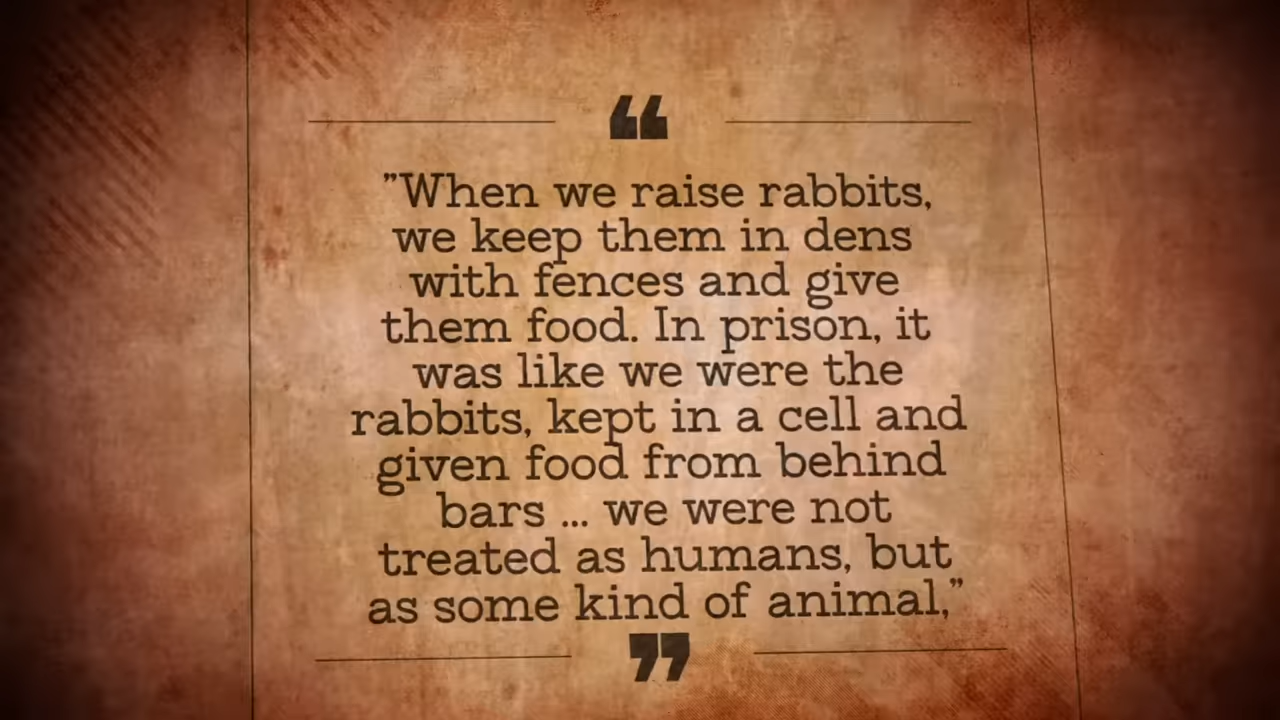 “
”When we raise rabbits,
we keep them in dens
with fences and give
them food. In prison, it
was like we were the
rabbits, kept in a cell and
given food from behind
bars ... we were not
treated as humans, but
as some kind of animal,”
”